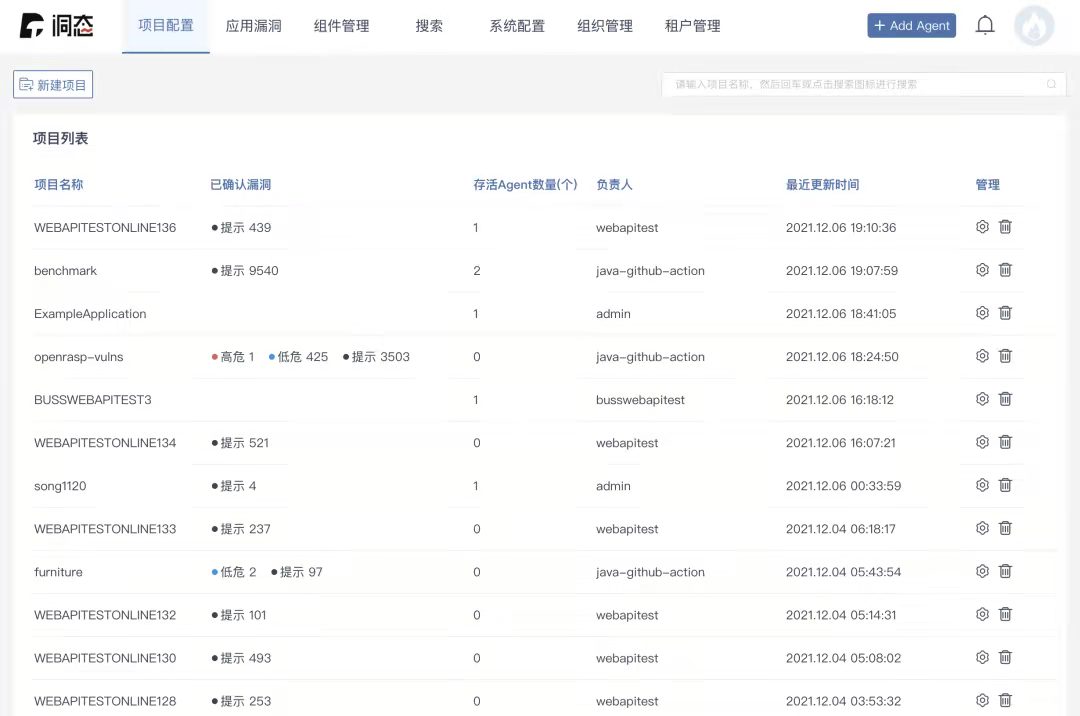 洞态 项目配置 应用漏洞 组件管理 搜索 系统配置 组织管理 租户管理 + Add Agent
新建项目 请输入项目名称，然后回车或点击搜索图标进行搜索
项目列表
项目名称 已确认漏洞 存活Agent数量(个) 负责人 最近更新时间 管理
WEBAPITESTONLINE136 提示 439 1 webapitest 2021.12.06 19:10:36
benchmark 提示 9540 2 java-github-action 2021.12.06 19:07:59
ExampleApplication 1 admin 2021.12.06 18:41:05
openrasp-vulns 高危 1 低危 425 提示 3503 0 java-github-action 2021.12.06 18:24:50
BUSSWEBAPITEST3 1 busswebapitest 2021.12.06 16:18:12
WEBAPITESTONLINE134 提示 521 0 webapitest 2021.12.06 16:07:21
song1120 提示 4 1 admin 2021.12.06 00:33:59
WEBAPITESTONLINE133 提示 237 0 webapitest 2021.12.04 06:18:17
furniture 低危 2 提示 97 0 java-github-action 2021.12.04 05:43:54
WEBAPITESTONLINE132 提示 101 0 webapitest 2021.12.04 05:14:31
WEBAPITESTONLINE130 提示 493 0 webapitest 2021.12.04 05:08:02
WEBAPITESTONLINE128 提示 253 0 webapitest 2021.12.04 03:53:32